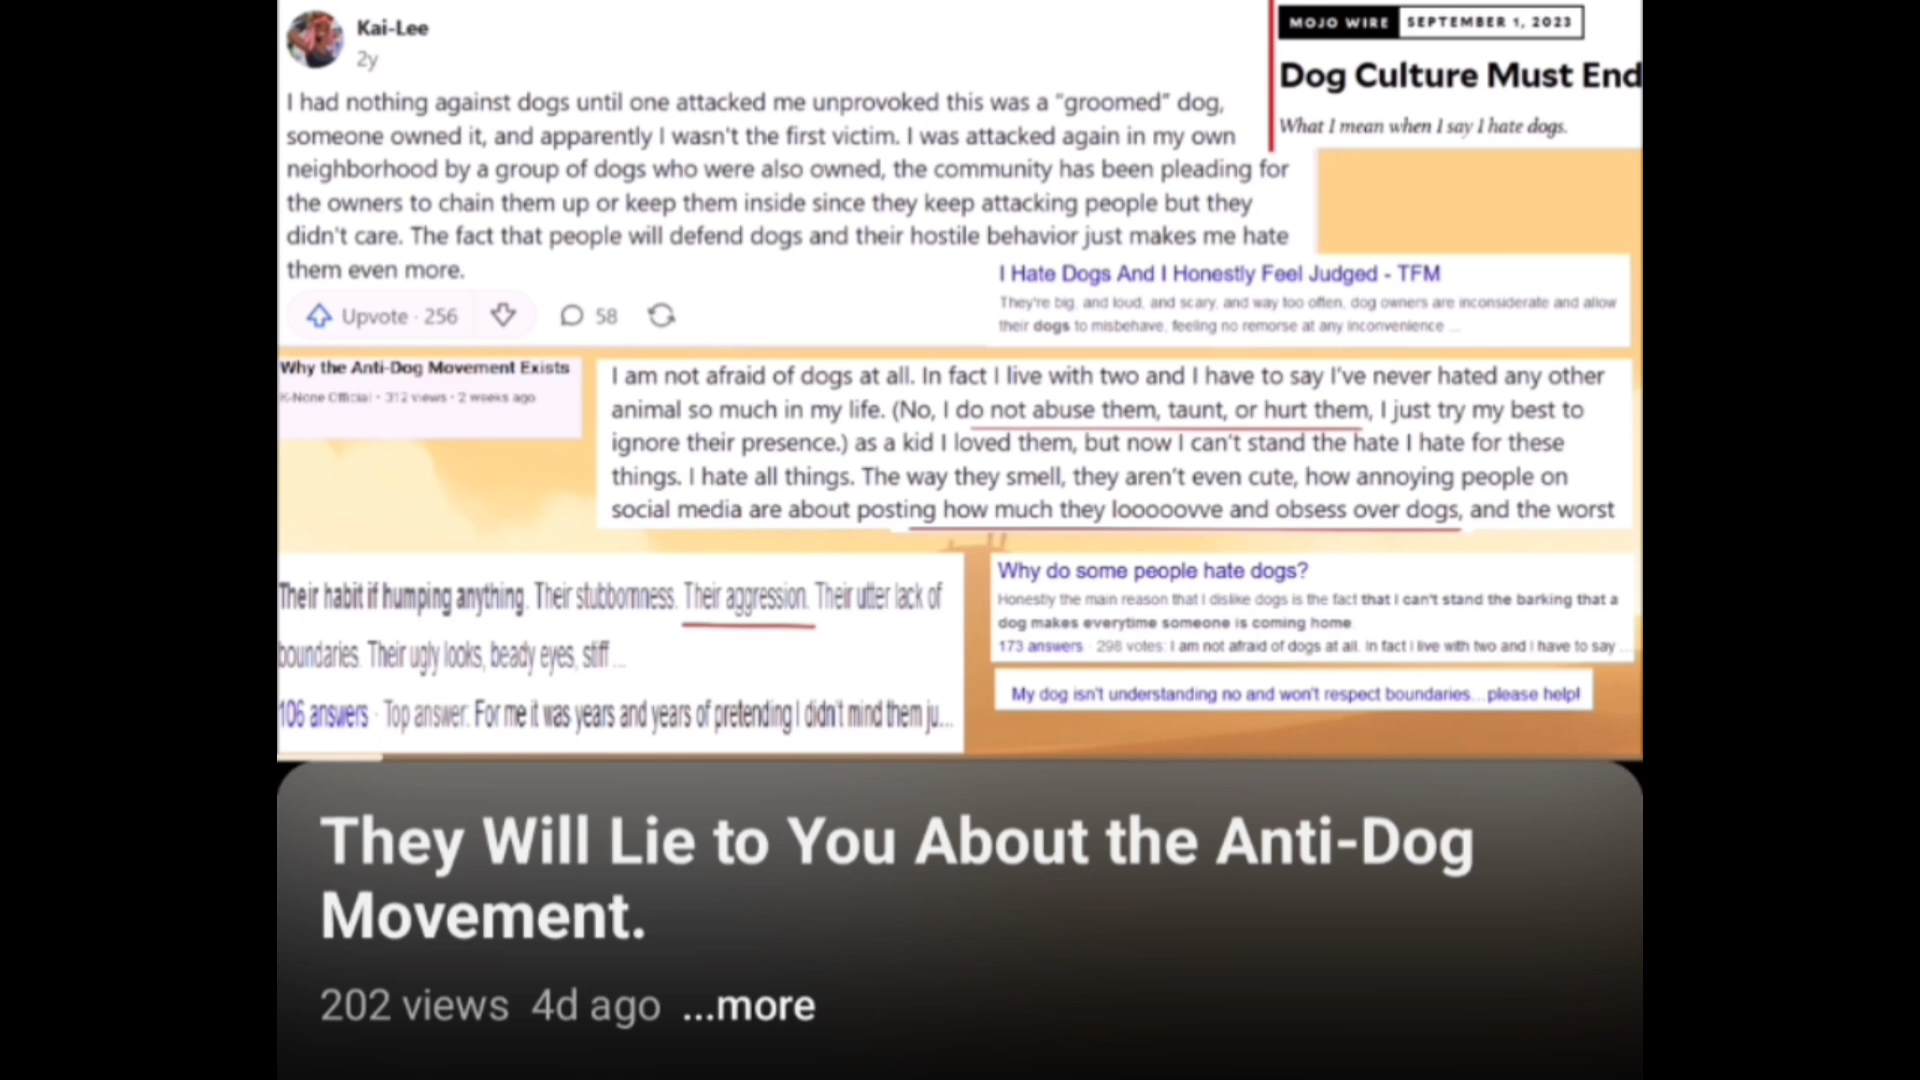 Kai-Lee
2y
I had nothing against dogs until one attacked me unprovoked this was a “groomed” dog,
someone owned it, and apparently I wasn't the first victim. I was attacked again in my own
neighborhood by a group of dogs who were also owned, the community has been pleading for
the owners to chain them up or keep them inside since they keep attacking people but they
didn't care. The fact that people will defend dogs and their hostile behavior just makes me hate
them even more.
Upvote · 256
58
MOJO WIRE SEPTEMBER 1, 2023
Dog Culture Must End
What I mean when I say I hate dogs.
I Hate Dogs And I Honestly Feel Judged - TFM
They're big, and loud, and scary, and way too often, dog owners are inconsiderate and allow
their dogs to misbehave, feeling no remorse at any inconvenience ...
Why the Anti-Dog Movement Exists
K-None Official • 312 views • 2 weeks ago
I am not afraid of dogs at all. In fact I live with two and I have to say I've never hated any other
animal so much in my life. (No, I do not abuse them, taunt, or hurt them, I just try my best to
ignore their presence.) as a kid I loved them, but now I can't stand the hate I hate for these
things. I hate all things. The way they smell, they aren't even cute, how annoying people on
social media are about posting how much they looooovve and obsess over dogs, and the worst
Their habit if humping anything. Their stubbornness. Their aggression. Their utter lack of
boundaries. Their ugly looks, beady eyes, stiff ...
106 answers · Top answer: For me it was years and years of pretending I didn't mind them ju...
Why do some people hate dogs?
Honestly the main reason that I dislike dogs is the fact that I can't stand the barking that a
dog makes everytime someone is coming home.
173 answers · 298 votes: I am not afraid of dogs at all. In fact I live with two and I have to say ...
My dog isn't understanding no and won't respect boundaries... please help!
They Will Lie to You About the Anti-Dog
Movement.
202 views 4d ago ...more